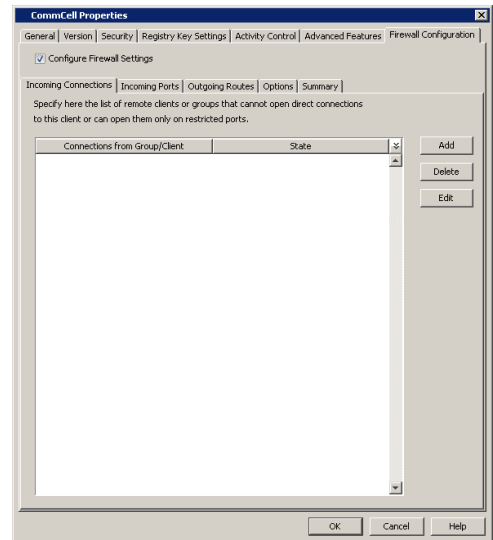 CommCell Properties
General Version Security Registry Key Settings Activity Control Advanced Features Firewall Configuration
Configure Firewall Settings
Incoming Connections Incoming Ports Outgoing Routes Options Summary
Specify here the list of remote clients or groups that cannot open direct connections
to this client or can open them only on restricted ports.
Connections from Group/Client State
Add
Delete
Edit
OK Cancel Help